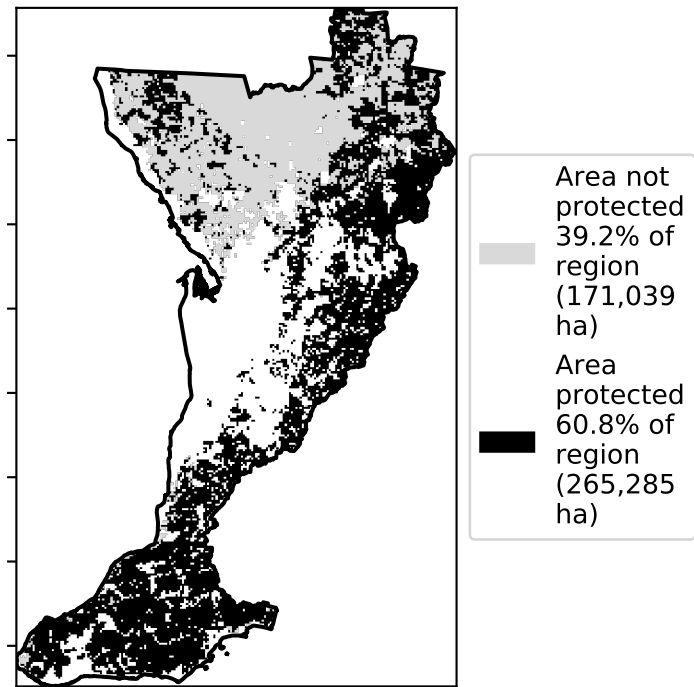 Area not
protected
39.2% of
region
(171,039
ha)
Area
protected
60.8% of
region
(265,285
ha)